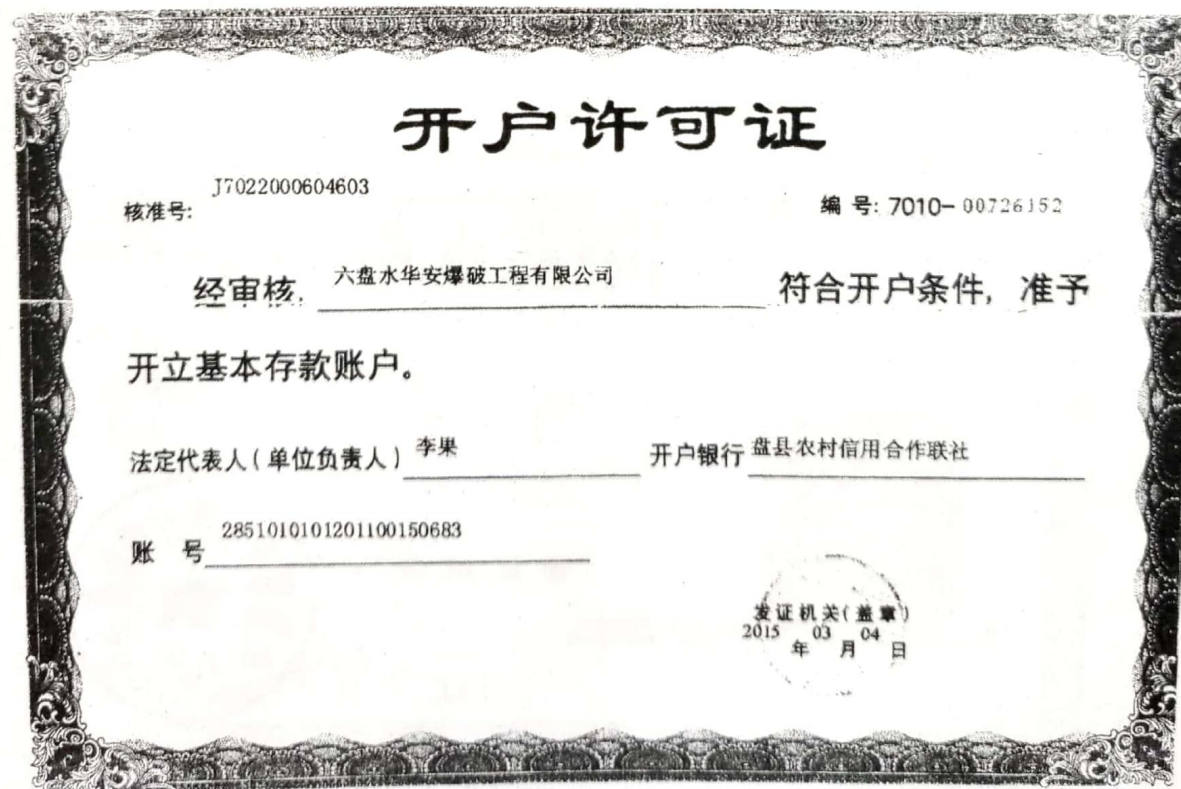 开户许可证
核准号: J7022000604603 编 号: 7010-00726152
经审核, 六盘水华安爆破工程有限公司 符合开户条件, 准予
开立基本存款账户。
法定代表人(单位负责人) 李果 开户银行 盘县农村信用合作联社
账 号 2851010101201100150683
发证机关(盖章)
2015 年 03 月 04 日